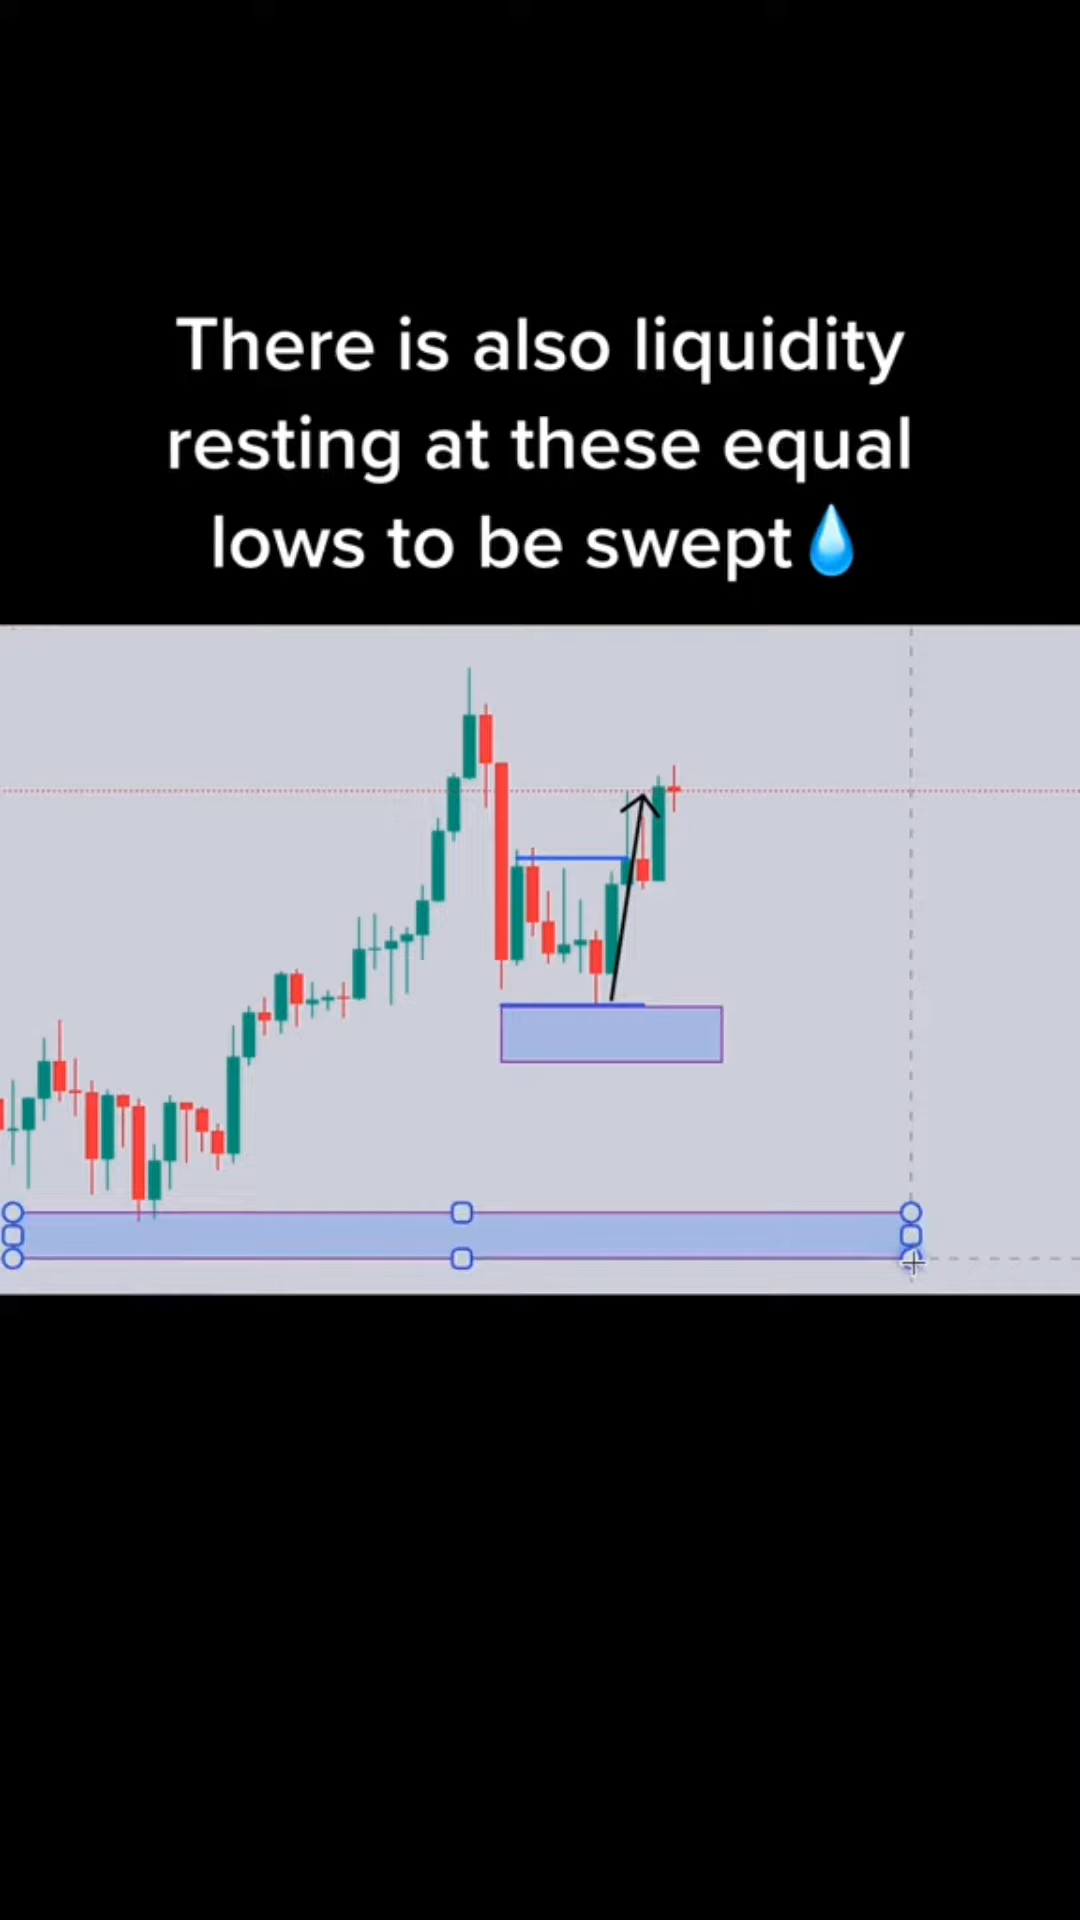 There is also liquidity
resting at these equal
lows to be swept💧